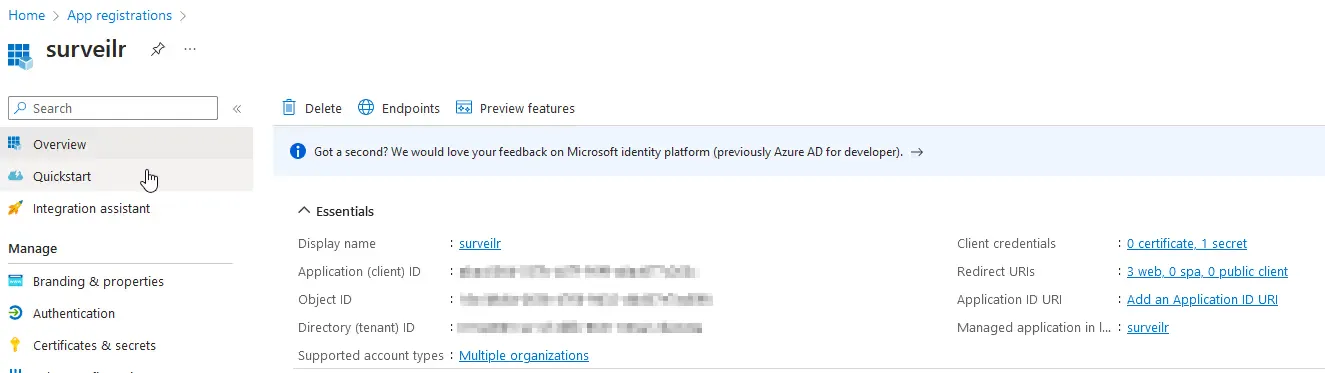 Home > App registrations >
surveilr
Search
«
Delete Endpoints Preview features
Overview
Got a second? We would love your feedback on Microsoft identity platform (previously Azure AD for developer). →
Quickstart
Integration assistant
Manage
Branding & properties
Authentication
Certificates & secrets
Essentials
Display name : surveilr
Application (client) ID :
Object ID :
Directory (tenant) ID :
Supported account types : Multiple organizations
Client credentials : 0 certificate, 1 secret
Redirect URIs : 3 web, 0 spa, 0 public client
Application ID URI : Add an Application ID URI
Managed application in l... : surveilr